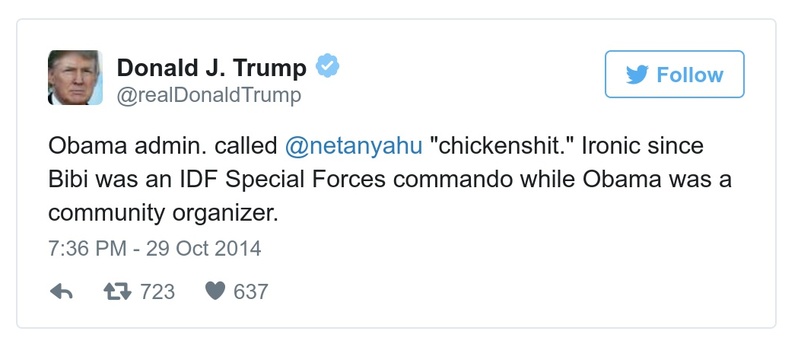 Donald J. Trump
@realDonaldTrump
Follow
Obama admin. called @netanyahu "chickenshit." Ironic since
Bibi was an IDF Special Forces commando while Obama was a
community organizer.
7:36 PM - 29 Oct 2014
723 637